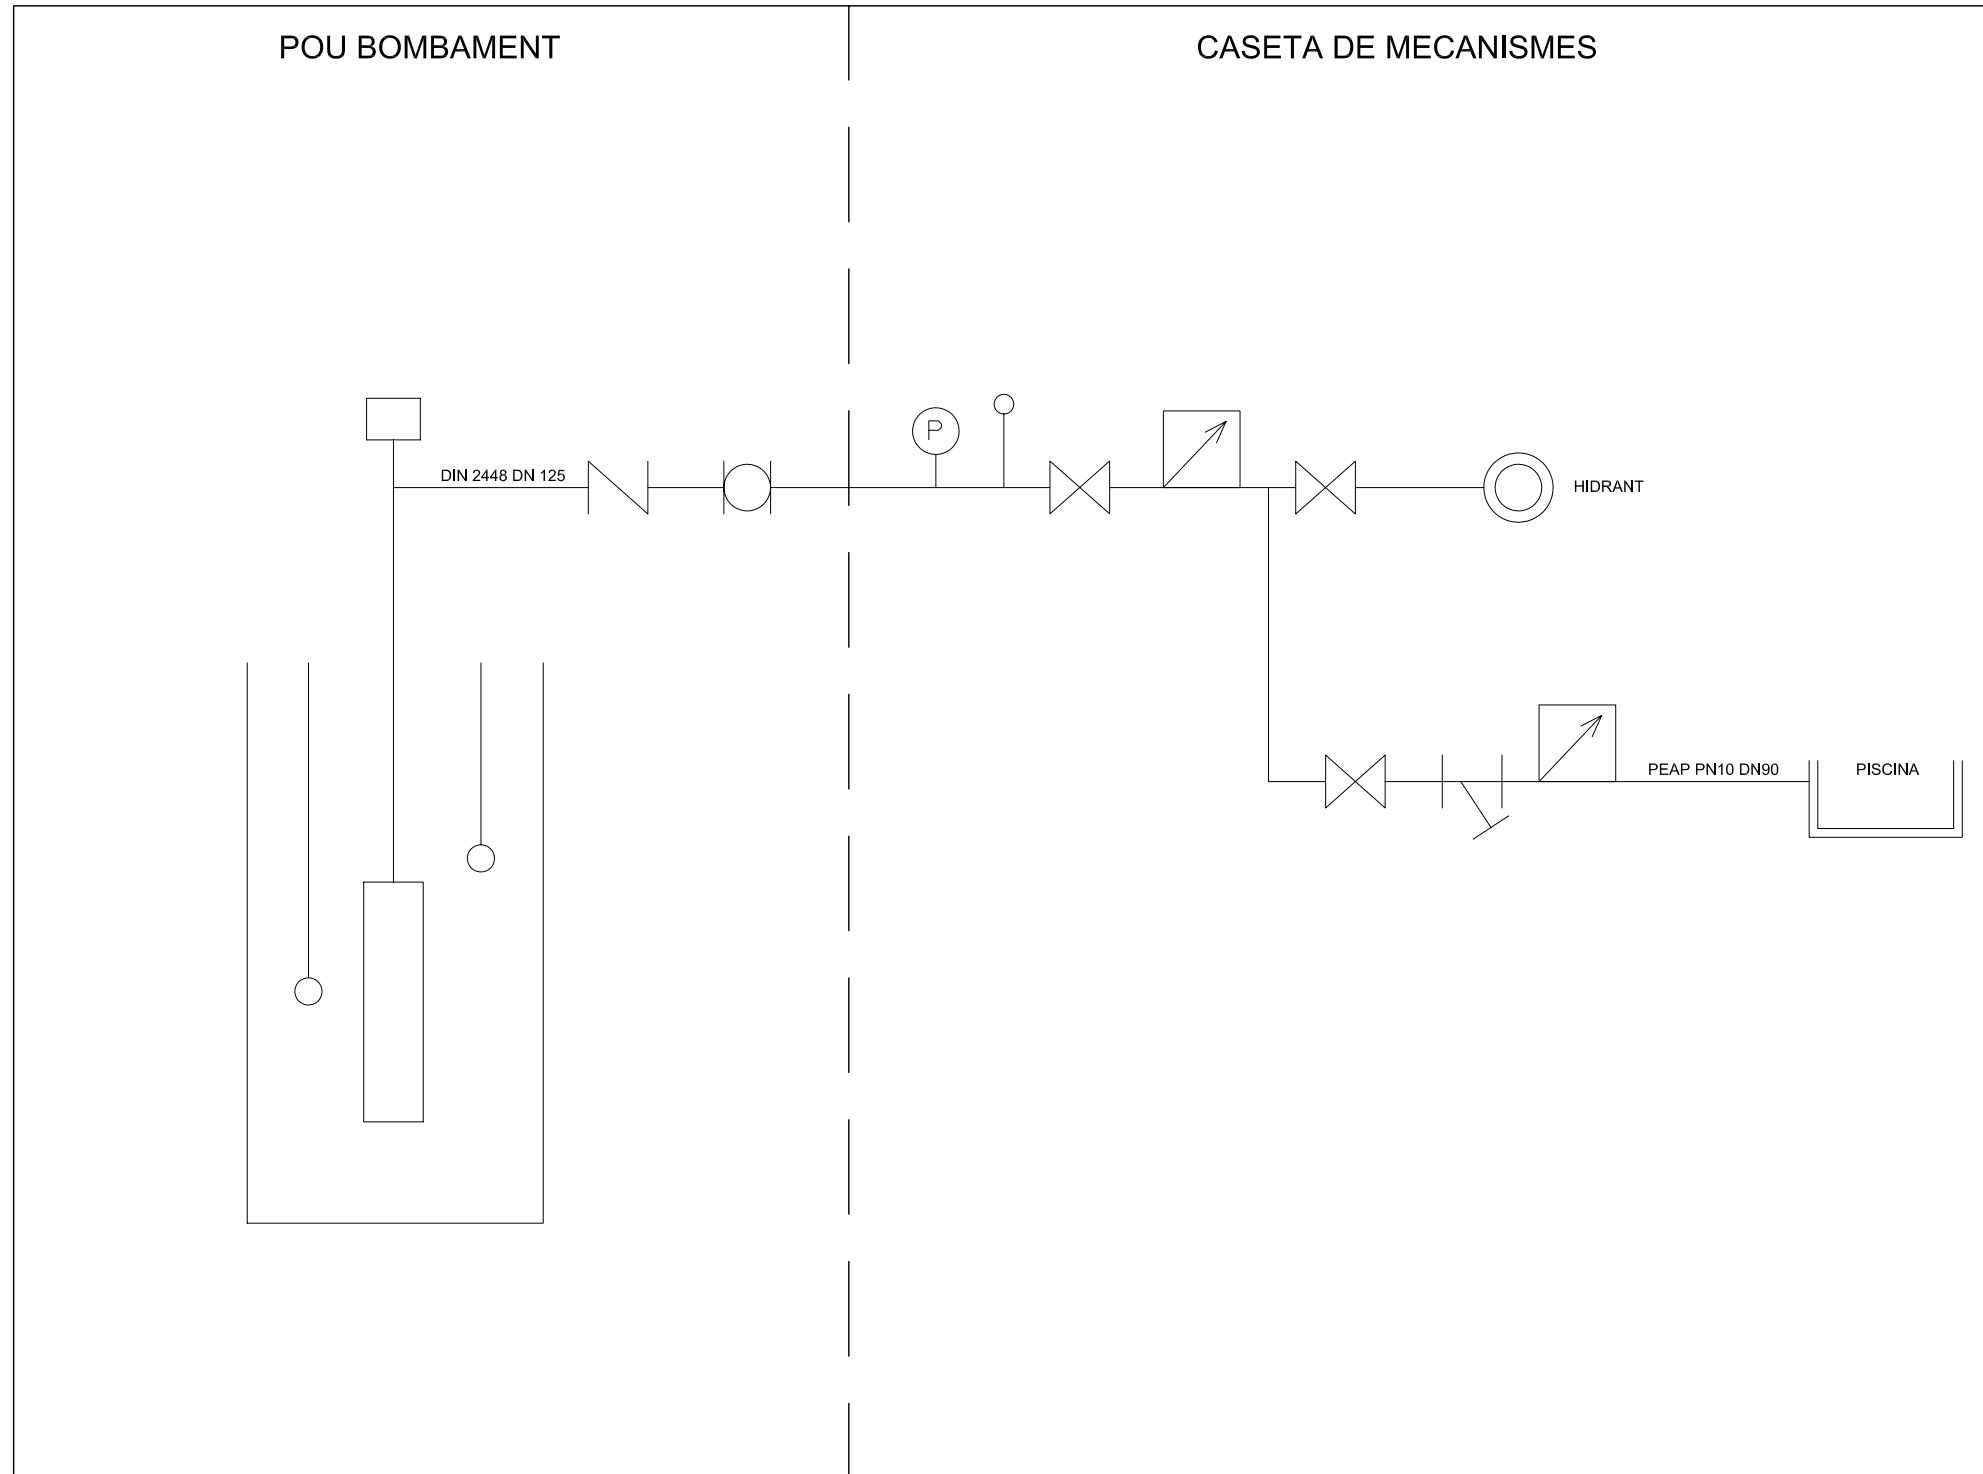 POU BOMBAMENT
CASETA DE MECANISMES
P
DIN 2448 DN 125
HIDRANT
PEAP PN10 DN90
PISCINA